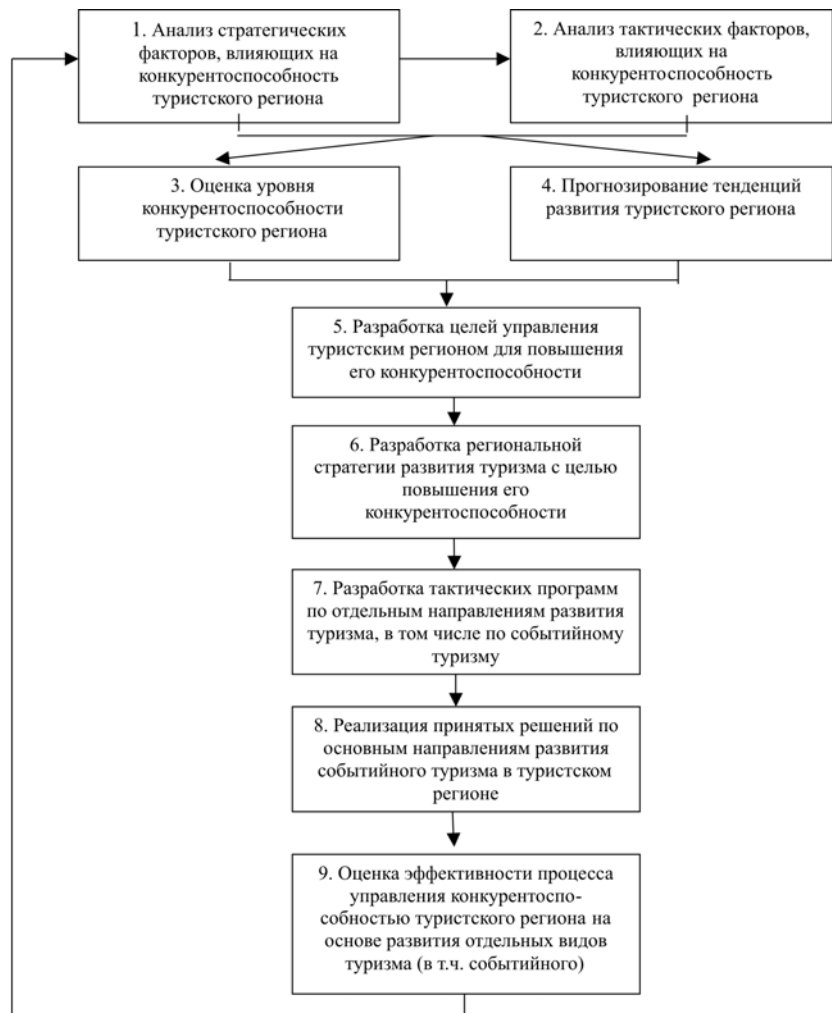 1. Анализ стратегических
факторов, влияющих на
конкурентоспособность
туристского региона
2. Анализ тактических факторов,
влияющих на
конкурентоспособность
туристского региона
3. Оценка уровня
конкурентоспособности
туристского региона
4. Прогнозирование тенденций
развития туристского региона
5. Разработка целей управления
туристским регионом для повышения
его конкурентоспособности
6. Разработка региональной
стратегии развития туризма с целью
повышения его
конкурентоспособности
7. Разработка тактических программ
по отдельным направлениям развития
туризма, в том числе по событийному
туризму
8. Реализация принятых решений по
основным направлениям развития
событийного туризма в туристском
регионе
9. Оценка эффективности процесса
управления конкурентоспо-
собностью туристского региона на
основе развития отдельных видов
туризма (в т.ч. событийного)